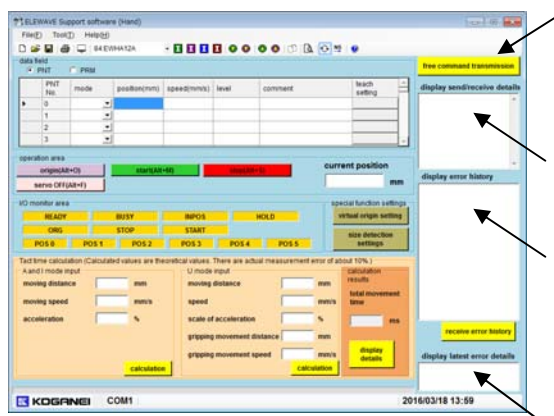 ELEWAVE Support software (Hand)
File(F) Tool(T) Help(H)
84:EWHA12A
data field
PNT PRM
PNT No. mode position(mm) speed(mm/s) level comment teach setting
0
1
2
3
free command transmission
display send/receive details
operation area
origin(Alt+O) start(Alt+M)
servo OFF(Alt+F)
current position
mm
display error history
I/O monitor area
READY BUSY INPOS HOLD
ORG STOP START
POS 0 POS 1 POS 2 POS 3 POS 4 POS 5
special function settings
virtual origin setting
size detection settings
Tact time calculation (Calculated values are theoretical values. There are actual measurement error of about 10%.)
A and I mode input
moving distance mm
moving speed mm/s
acceleration %
calculation
U mode input
moving distance mm
speed mm/s
scale of acceleration %
gripping movement distance mm
gripping movement speed mm/s
calculation
calculation results
total movement time
ms
display details
receive error history
display latest error details
KOGANEI COM1 2016/03/18 13:59